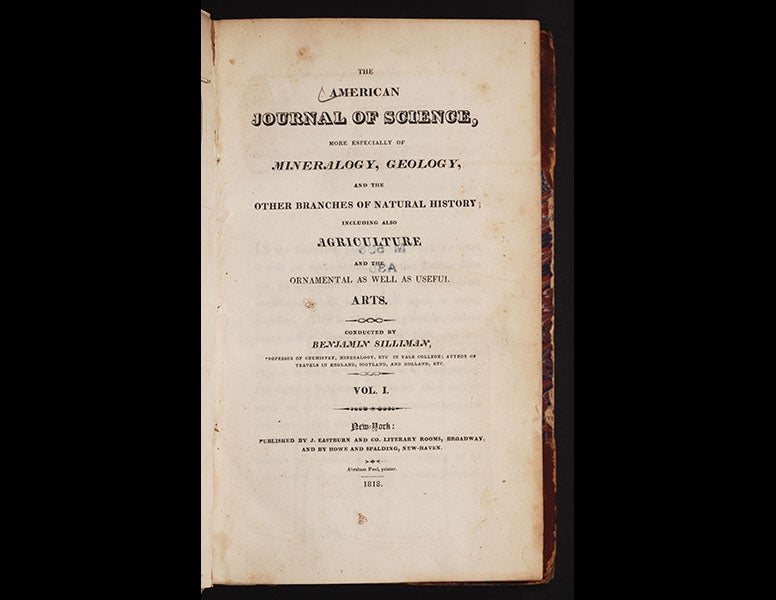 THE
AMERICAN
JOURNAL OF SCIENCE,
MORE ESPECIALLY OF
MINERALOGY, GEOLOGY,
AND THE
OTHER BRANCHES OF NATURAL HISTORY;
INCLUDING ALSO
AGRICULTURE
AND THE
ORNAMENTAL AS WELL AS USEFUL
ARTS.
CONDUCTED BY
BENJAMIN SILLIMAN,
PROFESSOR OF CHEMISTRY, MINERALOGY, ETC. IN YALE COLLEGE; AUTHOR OF
TRAVELS IN ENGLAND, SCOTLAND, AND HOLLAND, ETC.
VOL. I.
New-York:
PUBLISHED BY J. EASTBURN AND CO. LITERARY ROOMS, BROADWAY,
AND BY HOWE AND SPALDING, NEW-HAVEN.
Abraham Paul, printer.
1818.